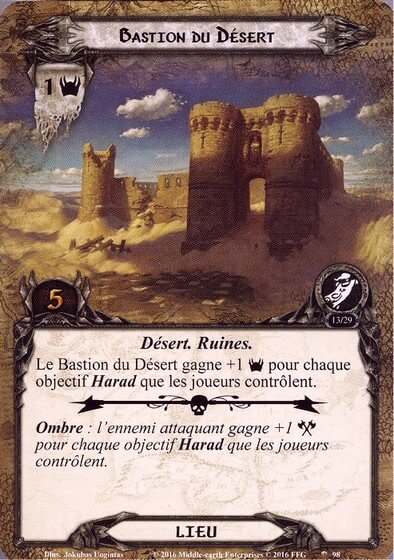 Bastion du Désert
1
5
13/29
Désert. Ruines.
Le Bastion du Désert gagne +1 pour chaque
objectif Harad que les joueurs contrôlent.
Ombre : l'ennemi attaquant gagne +1
pour chaque objectif Harad que les joueurs
contrôlent.
LIEU
Illus. Jokubas Uogintas © 2016 Middle-earth Enterprises © 2016 FFG 98